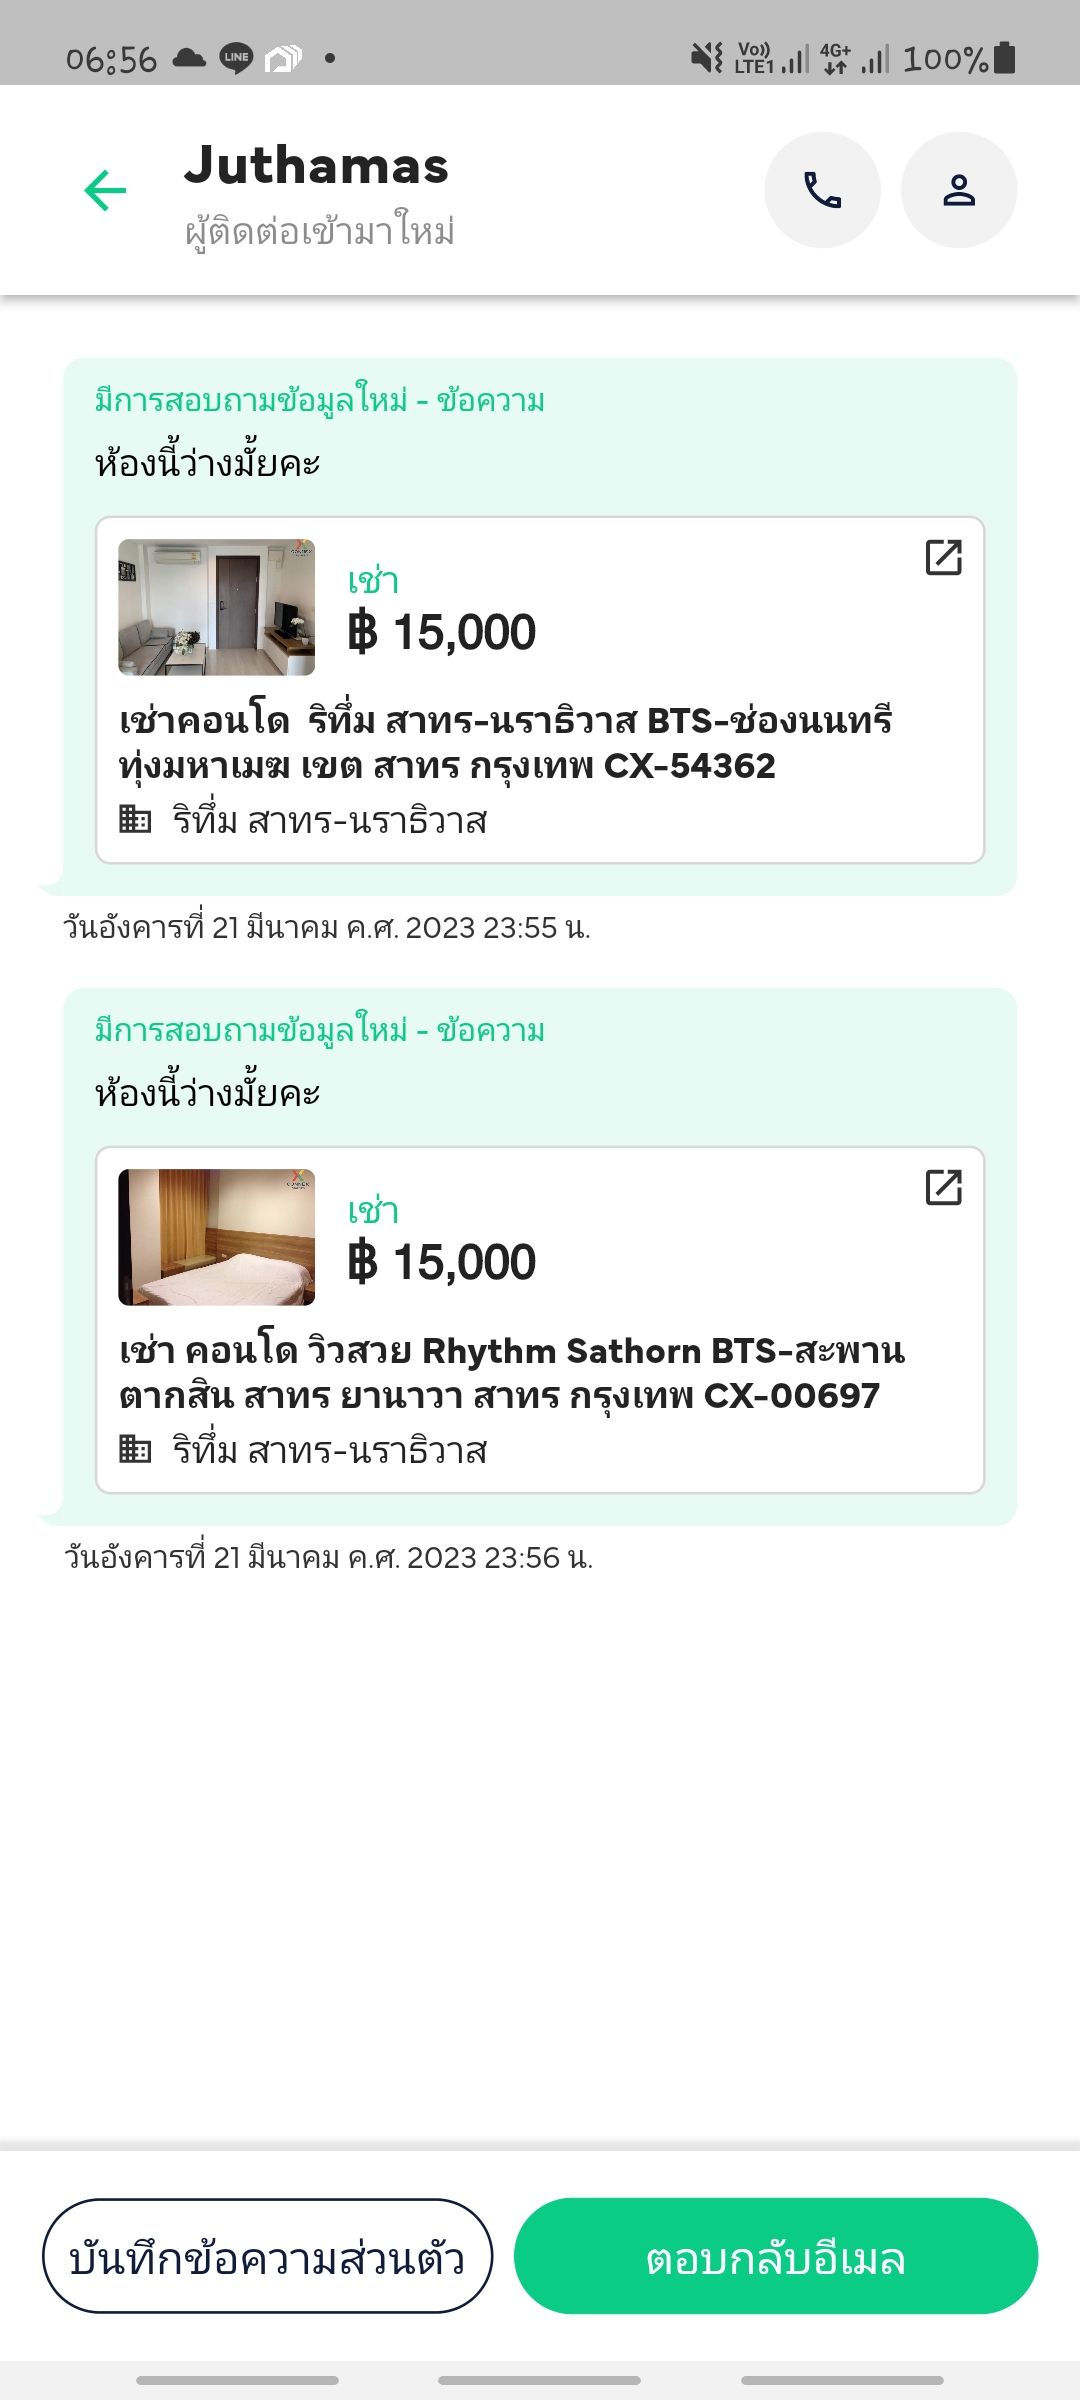 06:56 LINE Vo)) LTE1 4G+ 100%
Juthamas
ผู้ติดต่อเข้ามาใหม่
มีการสอบถามข้อมูลใหม่ - ข้อความ
ห้องนี้ว่างมั้ยคะ
เช่า
฿ 15,000
เช่าคอนโด ริทึ่ม สาทร-นราธิวาส BTS-ช่องนนทรี
ทุ่งมหาเมฆ เขต สาทร กรุงเทพ CX-54362
ริทึ่ม สาทร-นราธิวาส
วันอังคารที่ 21 มีนาคม ค.ศ. 2023 23:55 น.
มีการสอบถามข้อมูลใหม่ - ข้อความ
ห้องนี้ว่างมั้ยคะ
เช่า
฿ 15,000
เช่า คอนโด วิวสวย Rhythm Sathorn BTS-สะพาน
ตากสิน สาทร ยานาวา สาทร กรุงเทพ CX-00697
ริทึ่ม สาทร-นราธิวาส
วันอังคารที่ 21 มีนาคม ค.ศ. 2023 23:56 น.
บันทึกข้อความส่วนตัว
ตอบกลับอีเมล